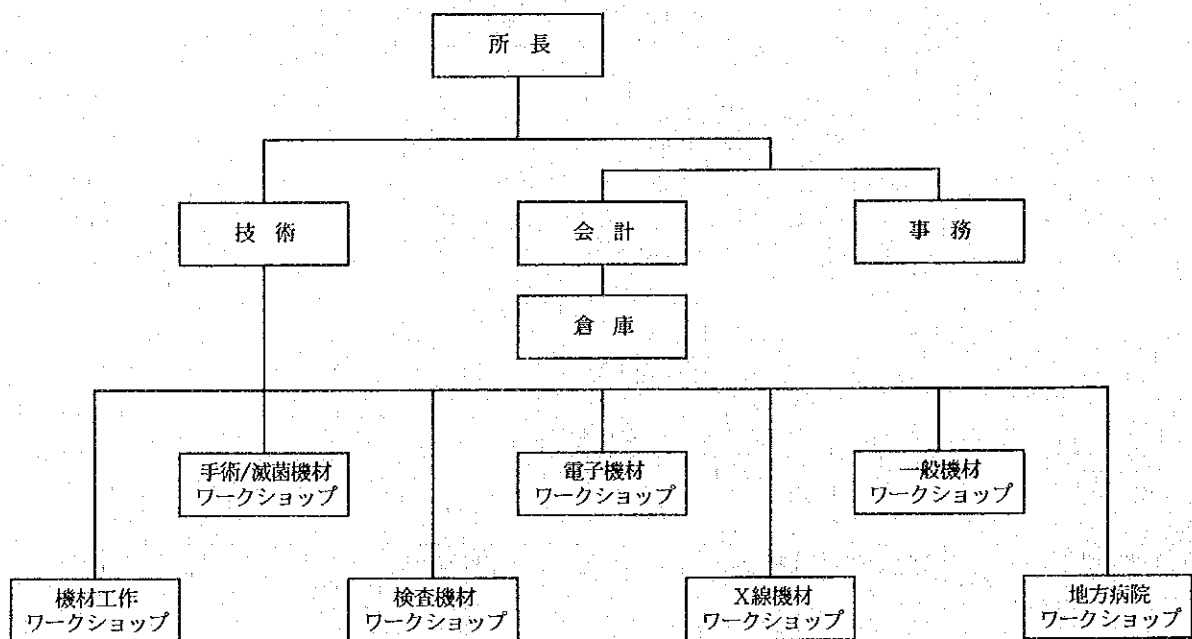 所 長
技 術
会 計
事 務
倉 庫
手術/滅菌機材
ワークショップ
電子機材
ワークショップ
一般機材
ワークショップ
機材工作
ワークショップ
検査機材
ワークショップ
X線機材
ワークショップ
地方病院
ワークショップ